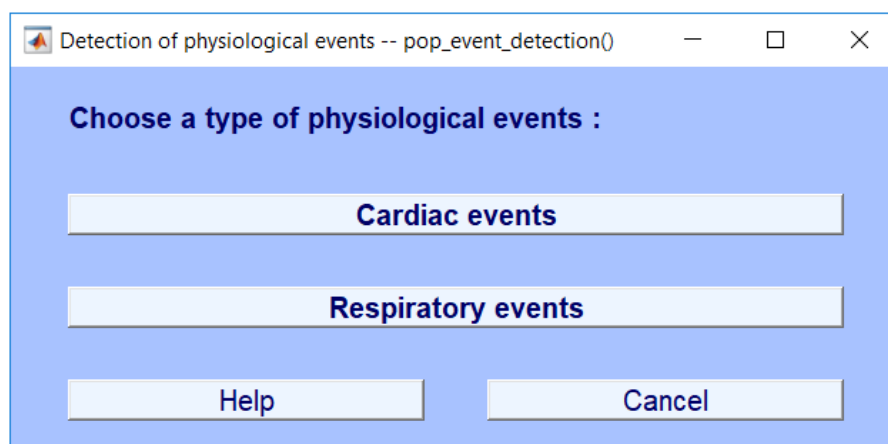 Detection of physiological events -- pop_event_detection()
Choose a type of physiological events :
Cardiac events
Respiratory events
Help
Cancel